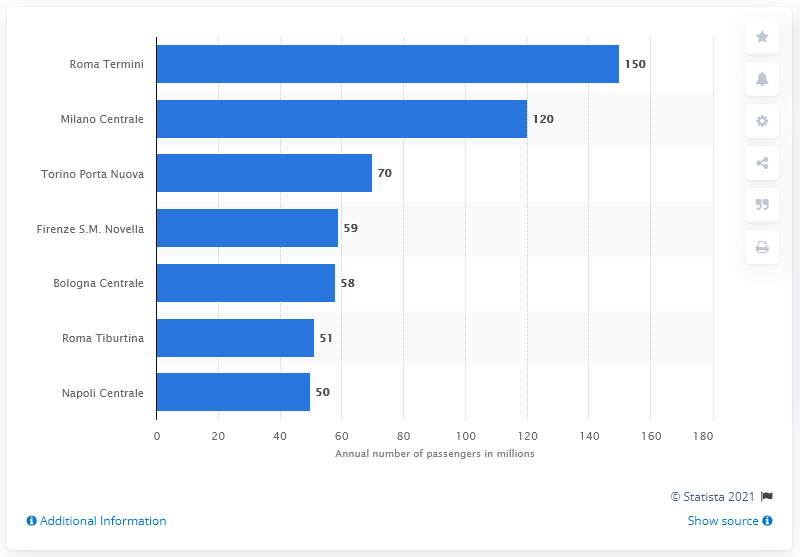 Roma Termini 150
Milano Centrale 120
Torino Porta Nuova 70
Firenze S.M. Novella 59
Bologna Centrale 58
Roma Tiburtina 51
Napoli Centrale 50
0 20 40 60 80 100 120 140 160 180
Annual number of passengers in millions
© Statista 2021
Additional Information Show source